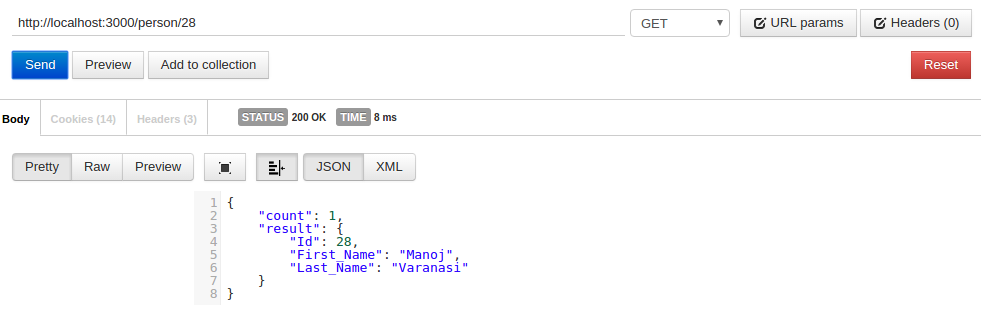 http://localhost:3000/person/28 GET URL params Headers (0)
Send Preview Add to collection Reset
Body Cookies (14) Headers (3) STATUS 200 OK TIME 8 ms
Pretty Raw Preview JSON XML
1 {
2 "count": 1,
3 "result": {
4 "Id": 28,
5 "First_Name": "Manoj",
6 "Last_Name": "Varanasi"
7 }
8 }